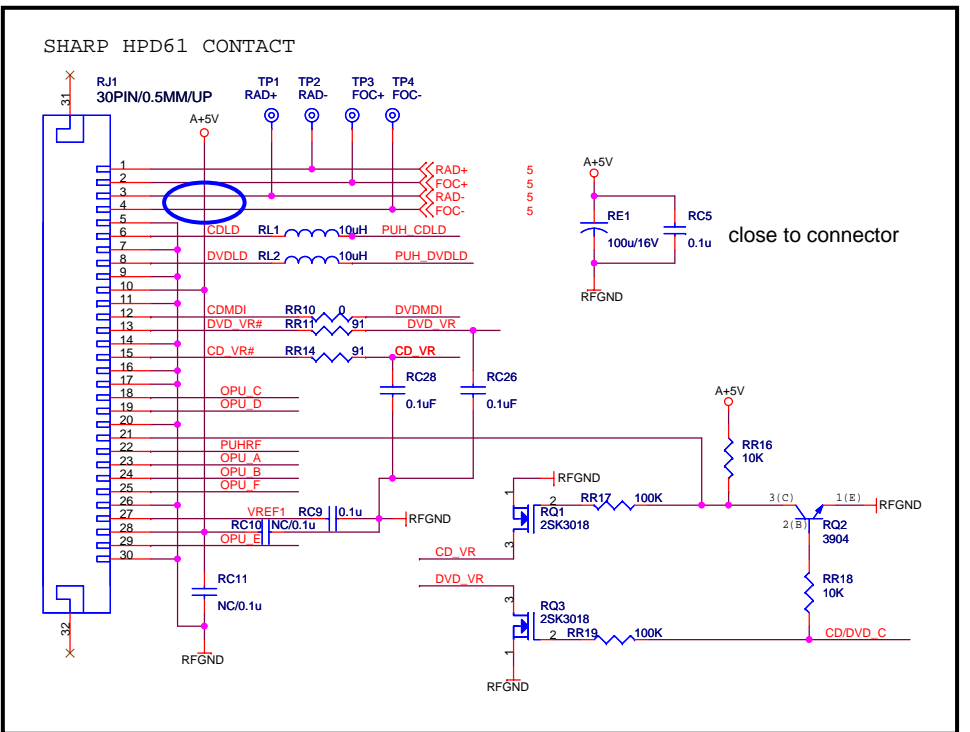 SHARP HPD61 CONTACT
RJ1
30PIN/0.5MM/UP
31
A+5V
TP1
RAD+
TP2
RAD-
TP3
FOC+
TP4
FOC-
1
2
3
4
5
6
7
8
9
10
11
12
13
14
15
16
17
18
19
20
21
22
23
24
25
26
27
28
29
30
32
RAD+ 5
FOC+ 5
RAD- 5
FOC- 5
CDLD RL1 10uH PUH_CDLD
DVDLD RL2 10uH PUH_DVDLD
CDMDI RR10 0 DVDMDI
DVD_VR# RR11 91 DVD_VR
CD_VR# RR14 91 CD_VR
RC28
0.1uF
RC26
0.1uF
OPU_C
OPU_D
PUHRF
OPU_A
OPU_B
OPU_F
VREF1 RC9 0.1u
RFGND
RC10 NC/0.1u
OPU_E
RC11
NC/0.1u
RFGND
A+5V
RE1
100u/16V
RC5
0.1u
close to connector
RFGND
A+5V
RR16
10K
RFGND
1
2
RQ1
2SK3018
3
RR17 100K
3(C)
1(E)
2(B)
RFGND
RQ2
3904
CD_VR
DVD_VR
RR18
10K
3
RQ3
2SK3018
2
1
RR19 100K
CD/DVD_C
RFGND